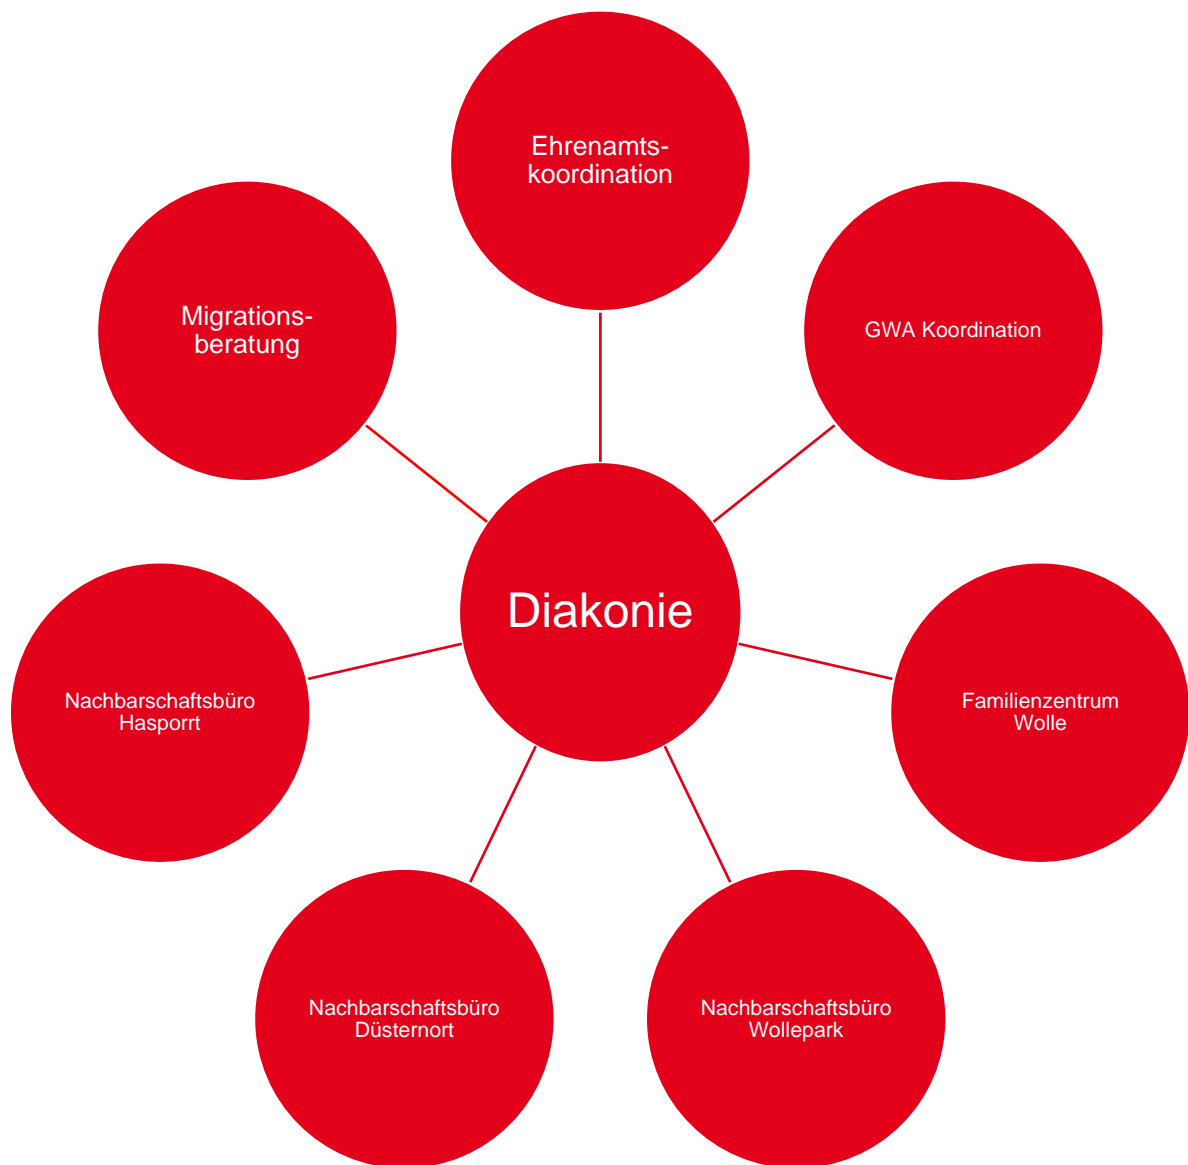 Ehrenamts-
koordination
Migrations-
beratung
GWA Koordination
Diakonie
Nachbarschaftsbüro
Hasporrt
Familienzentrum
Wolle
Nachbarschaftsbüro
Düsternort
Nachbarschaftsbüro
Wollepark